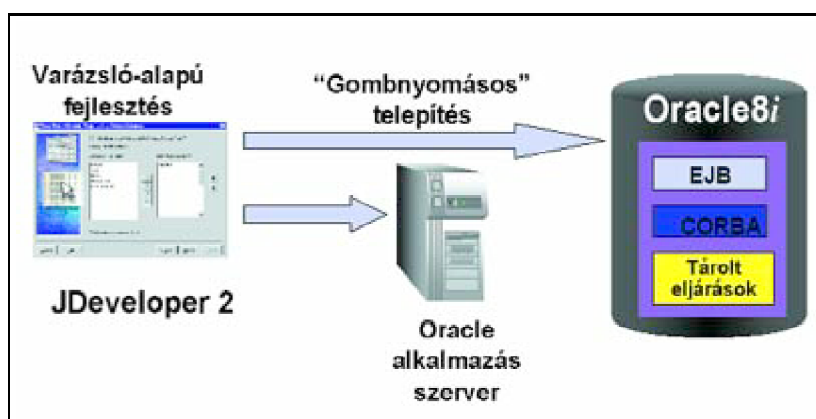 Varázsló-alapú
fejlesztés
JDeveloper 2
“Gombnyomásos”
telepítés
Oracle
alkalmazás
szerver
Oracle8i
EJB
CORBA
Tárolt
eljárások